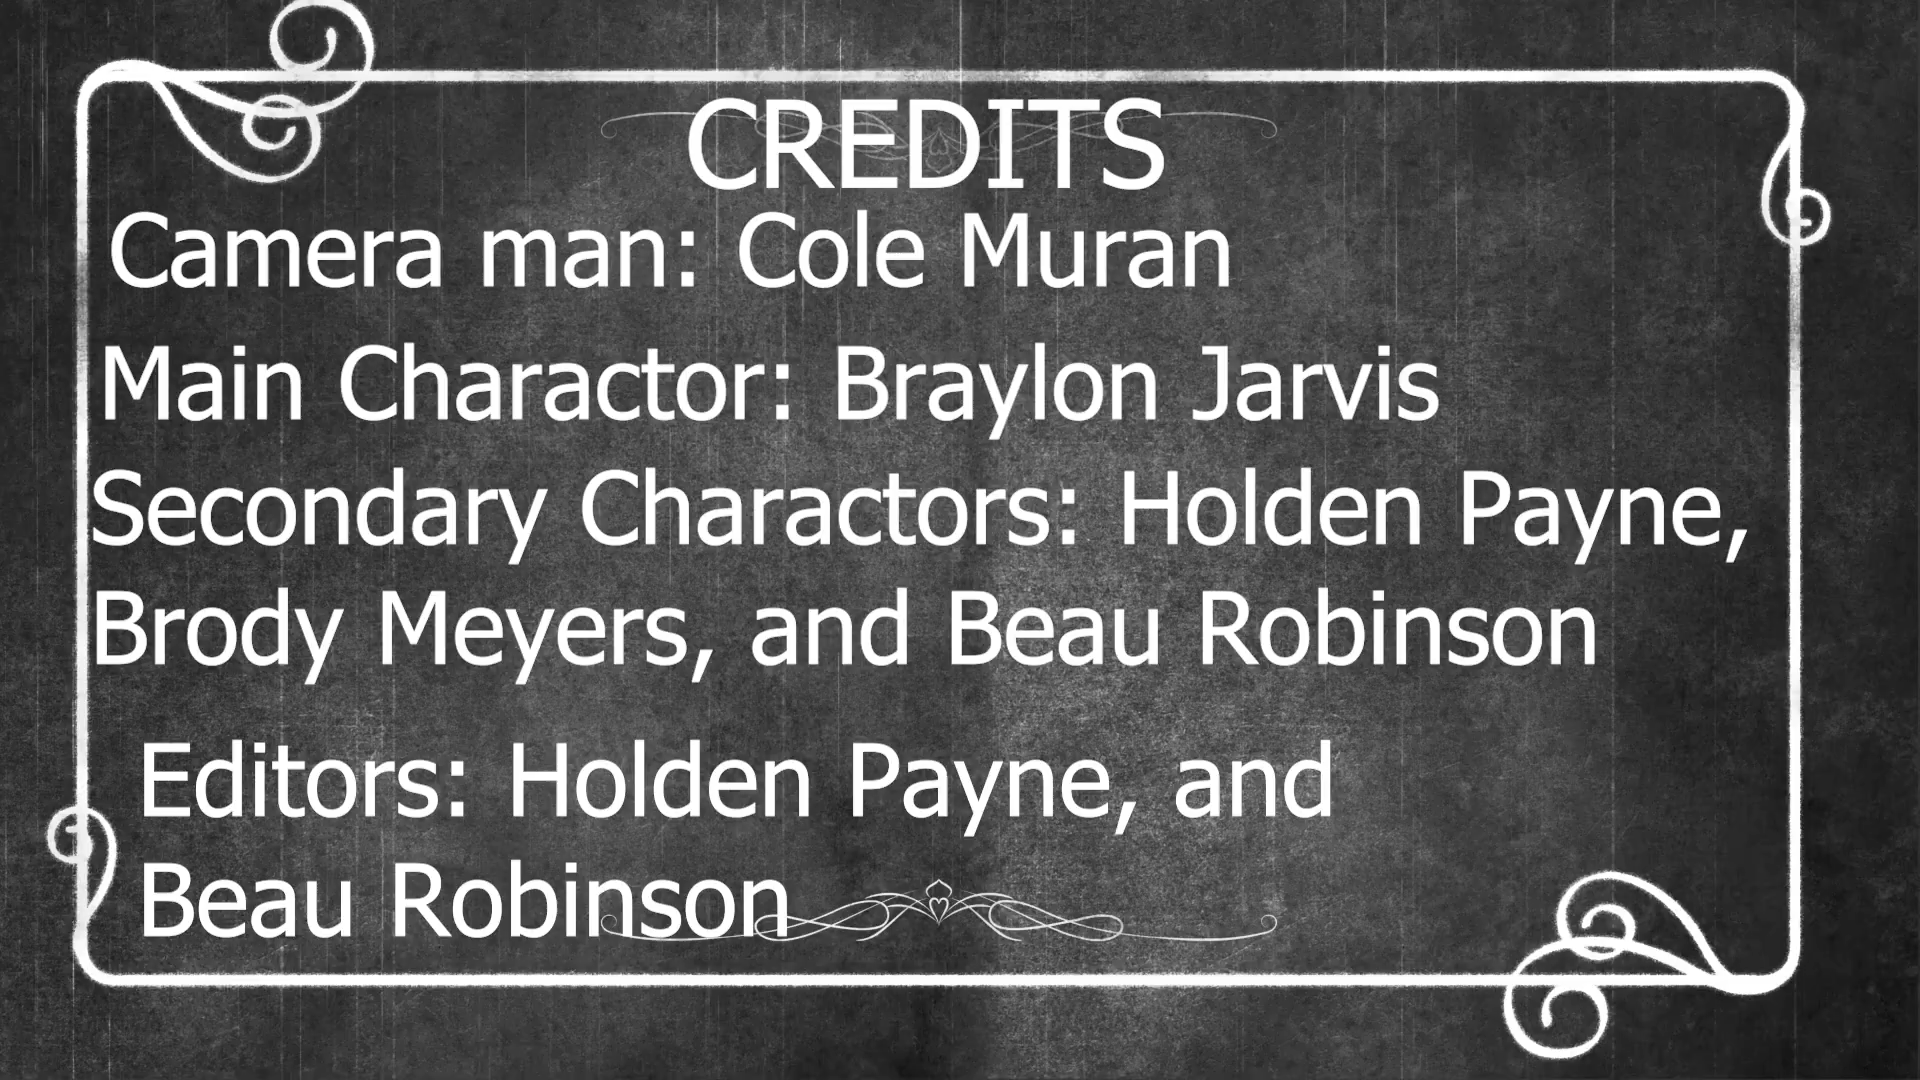 CREDITS
Camera man: Cole Muran
Main Charactor: Braylon Jarvis
Secondary Charactors: Holden Payne,
Brody Meyers, and Beau Robinson
Editors: Holden Payne, and
Beau Robinson